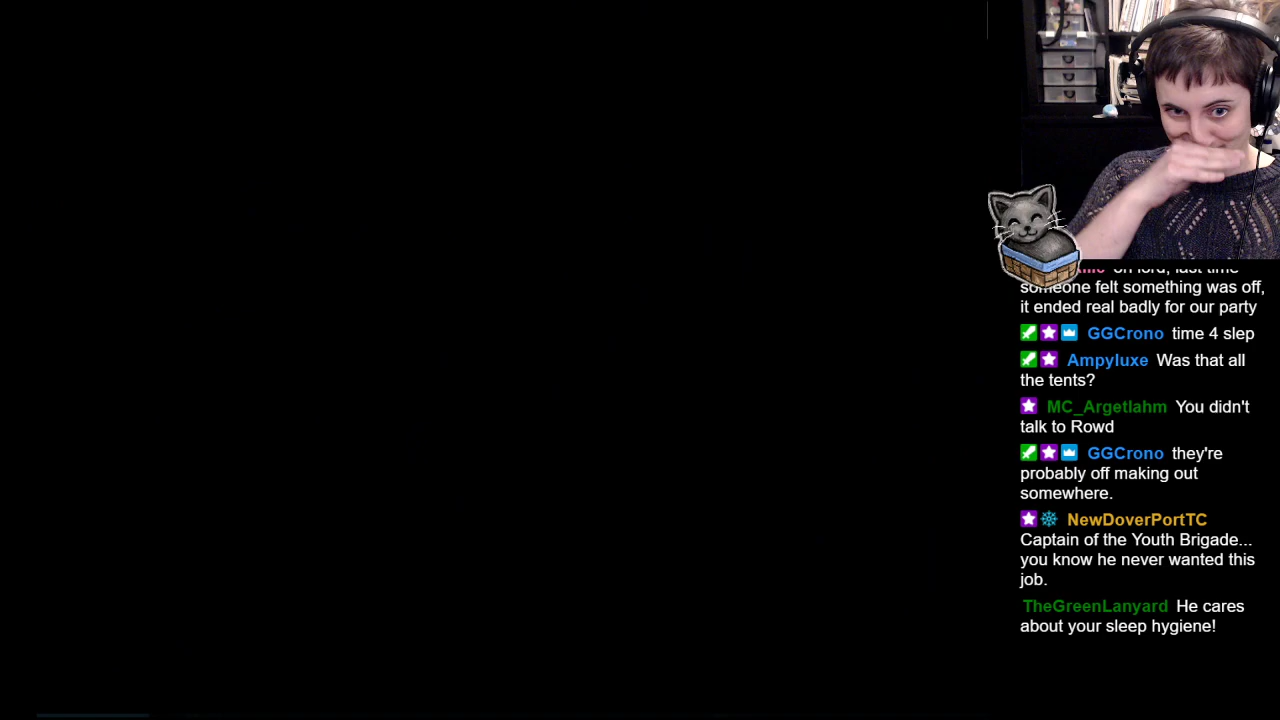 oh lord, last time
someone felt something was off,
it ended real badly for our party
GGCrono time 4 slep
Ampyluxe Was that all
the tents?
MC_Argetlahm You didn't
talk to Rowd
GGCrono they're
probably off making out
somewhere.
NewDoverPortTC
Captain of the Youth Brigade...
you know he never wanted this
job.
TheGreenLanyard He cares
about your sleep hygiene!